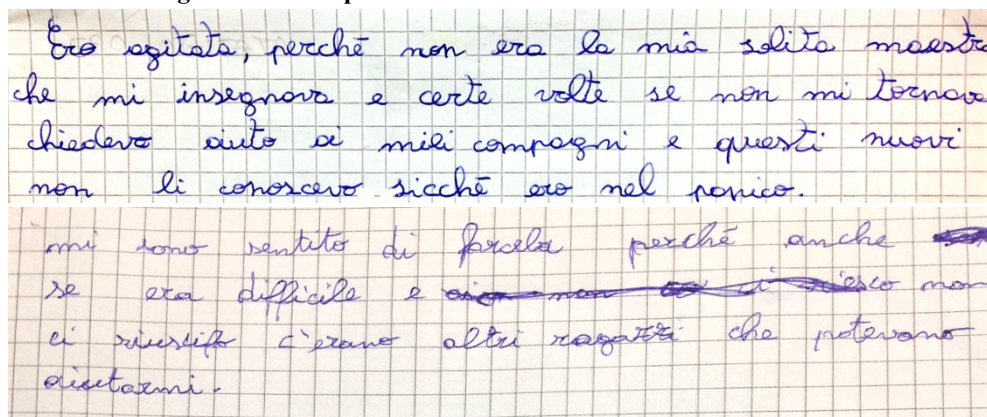 Ero agitata, perché non era la mia solita maestra
che mi insegnava e certe volte se non mi tornava
chiedevo aiuto ai miei compagni e questi nuovi
non li conoscevo sicché ero nel panico.
mi sono sentito di farcela perché anche
se era difficile e non
ci c'erano altri ragazzi che potevano
aiutarmi.